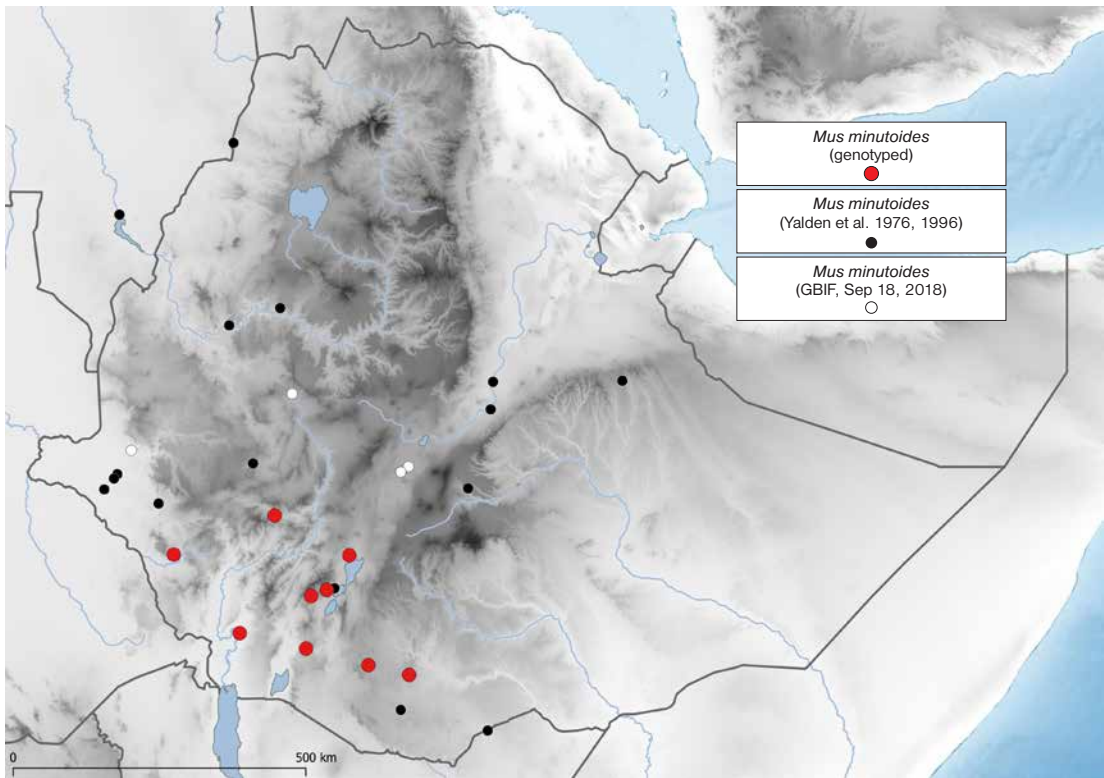 Mus minutoides
(genotyped)
Mus minutoides
(Yalden et al. 1976, 1996)
Mus minutoides
(GBIF, Sep 18, 2018)
0
500 km